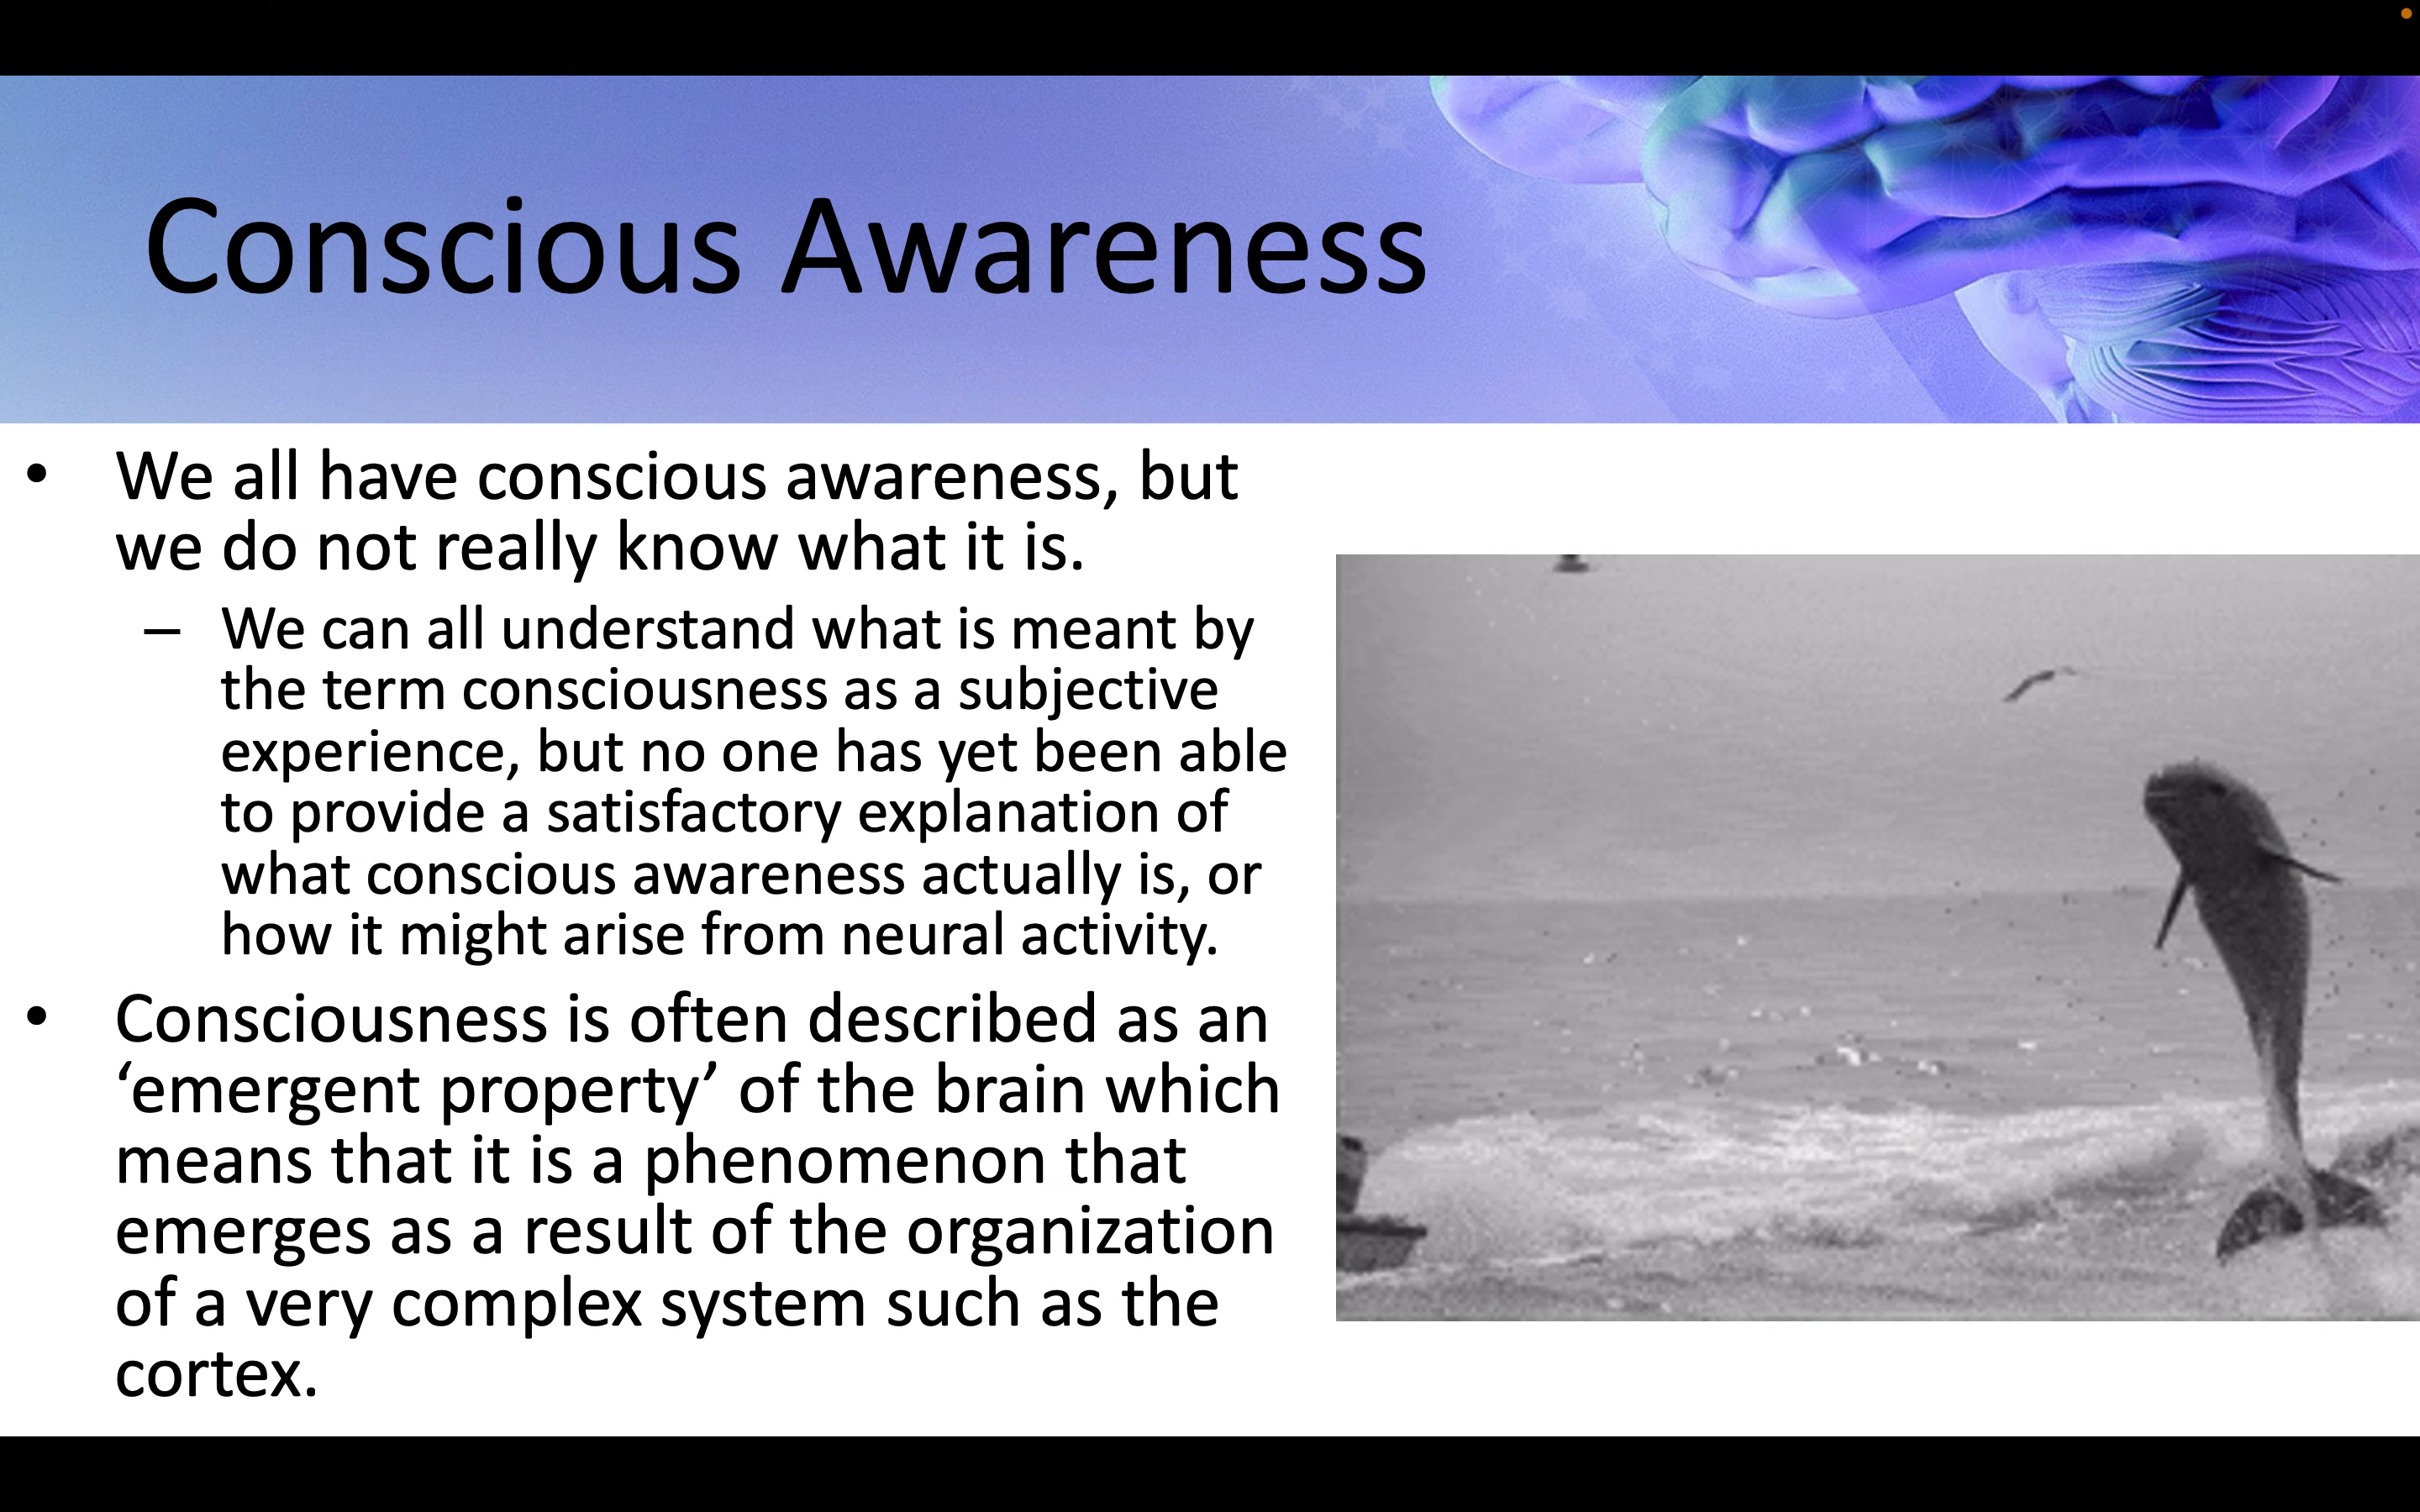 Conscious Awareness
• We all have conscious awareness, but
we do not really know what it is.
– We can all understand what is meant by
the term consciousness as a subjective
experience, but no one has yet been able
to provide a satisfactory explanation of
what conscious awareness actually is, or
how it might arise from neural activity.
• Consciousness is often described as an
‘emergent property’ of the brain which
means that it is a phenomenon that
emerges as a result of the organization
of a very complex system such as the
cortex.